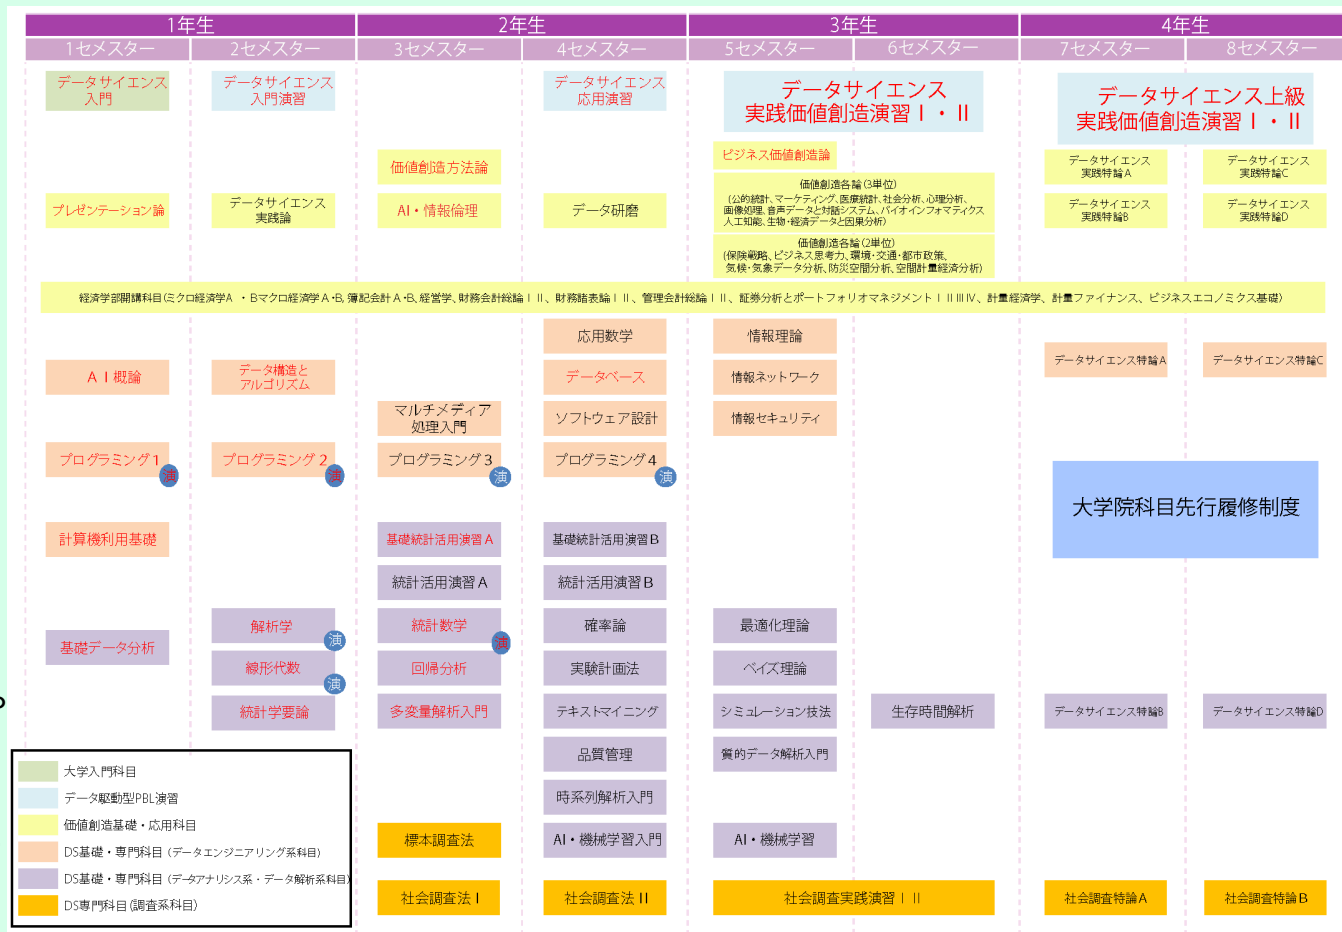 1年生
2年生
3年生
4年生
1セメスター
2セメスター
3セメスター
4セメスター
5セメスター
6セメスター
7セメスター
8セメスター
データサイエンス
入門
データサイエンス
入門演習
データサイエンス
応用演習
データサイエンス
実践価値創造演習Ⅰ・Ⅱ
データサイエンス上級
実践価値創造演習Ⅰ・Ⅱ
価値創造方法論
ビジネス価値創造論
データサイエンス
実践特論A
データサイエンス
実践特論C
プレゼンテーション論
データサイエンス
実践論
AI・情報倫理
データ研磨
価値創造各論(3単位)
(公的統計、マーケティング、医療統計、社会分析、心理分析、
画像処理、音声データと対話システム、バイオインフォマティクス
人工知能、生物・経済データと因果分析)
データサイエンス
実践特論B
データサイエンス
実践特論D
価値創造各論(2単位)
(保険戦略、ビジネス思考力、環境・交通・都市政策、
気候・気象データ分析、防災空間分析、空間計量経済分析)
経済学部開講科目(ミクロ経済学A・Bマクロ経済学A・B、簿記会計A・B、経営学、財務会計総論ⅠⅡ、財務諸表論ⅠⅡ、管理会計総論ⅠⅡ、証券分析とポートフォリオマネジメントⅠⅡⅢⅣ、計量経済学、計量ファイナンス、ビジネスエコノミクス基礎)
応用数学
情報理論
AI概論
データ構造と
アルゴリズム
データベース
情報ネットワーク
データサイエンス特論A
データサイエンス特論C
マルチメディア
処理入門
ソフトウェア設計
情報セキュリティ
プログラミング1
演
プログラミング2
演
プログラミング3
演
プログラミング4
演
大学院科目先行履修制度
計算機利用基礎
基礎統計活用演習A
基礎統計活用演習B
統計活用演習A
統計活用演習B
基礎データ分析
解析学
演
統計数学
演
確率論
最適化理論
線形代数
演
回帰分析
実験計画法
ベイズ理論
統計学要論
多変量解析入門
テキストマイニング
シミュレーション技法
生存時間解析
データサイエンス特論B
データサイエンス特論D
品質管理
質的データ解析入門
時系列解析入門
標本調査法
AI・機械学習入門
AI・機械学習
社会調査法Ⅰ
社会調査法Ⅱ
社会調査実践演習ⅠⅡ
社会調査特論A
社会調査特論B
大学入門科目
データ駆動型PBL演習
価値創造基礎・応用科目
DS基礎・専門科目(データエンジニアリング系科目)
DS基礎・専門科目(データアナリシス系・データ解析系科目)
DS専門科目(調査系科目)